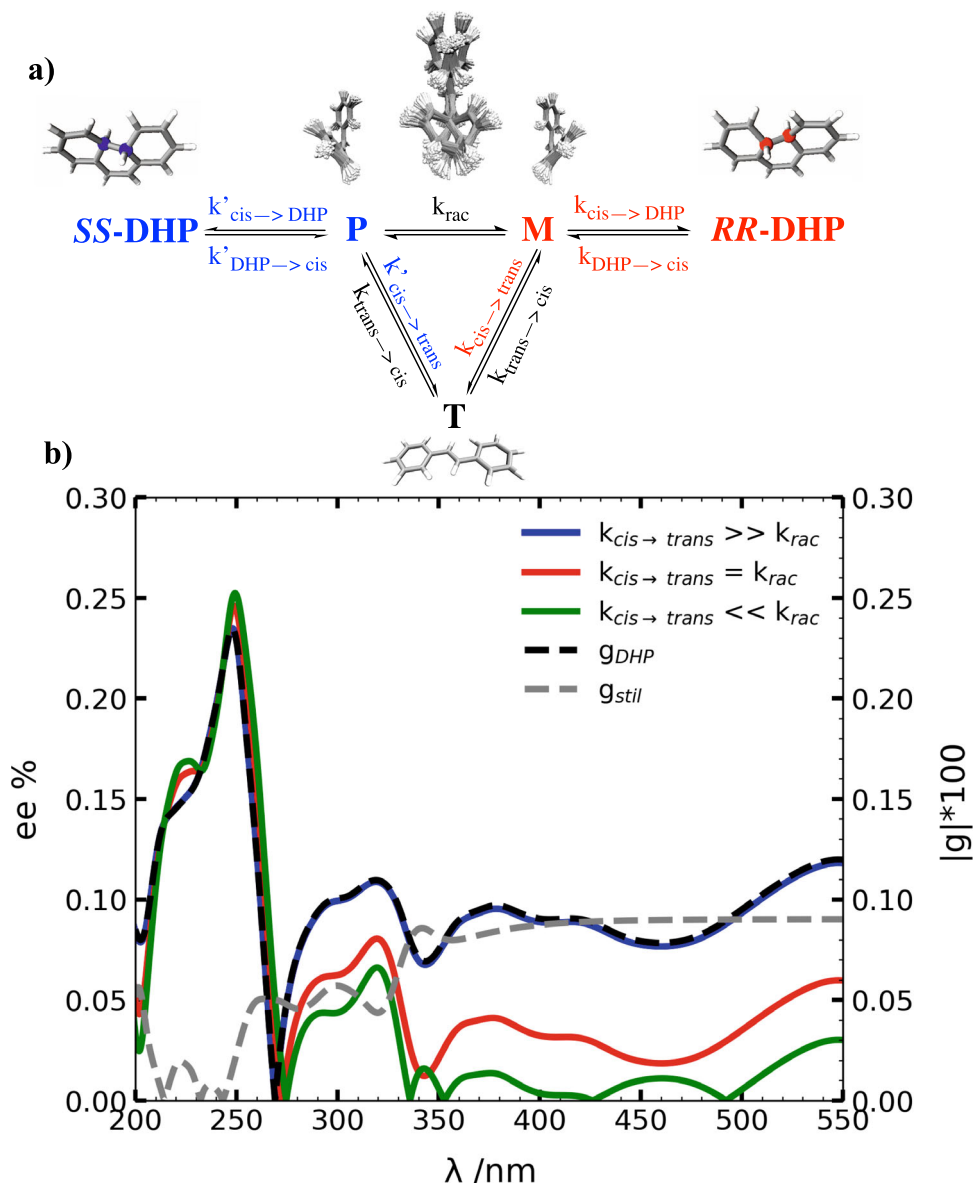 a)
k'cis—>DHP
krac
kcis—>DHP
SS-DHP
P
M
RR-DHP
k'DHP—>cis
kDHP—>cis
k'cis—>trans
ktrans—>cis
kcis—>trans
ktrans—>cis
T
b)
0.30
0.25
0.20
0.15
0.10
0.05
0.00
ee %
kcis→ trans >> krac
kcis→ trans = krac
kcis→ trans << krac
gDHP
gstil
0.30
0.25
0.20
0.15
0.10
0.05
0.00
|g|*100
200 250 300 350 400 450 500 550
λ /nm